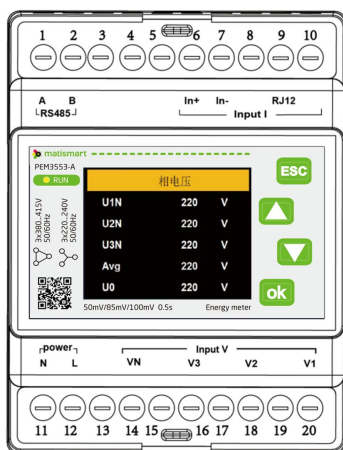 1 2 3 4 5 6 7 8 9 10
A B In+ In- RJ12
RS485 Input I
matismart
PEM3553-A
RUN
ESC
相电压
U1N 220 V
U2N 220 V
U3N 220 V
Avg 220 V
U0 220 V
3x380..415V
50/60Hz
3x220..240V
50/60Hz
ok
50mV/85mV/100mV 0.5s Energy meter
power Input V
N L VN V3 V2 V1
11 12 13 14 15 16 17 18 19 20